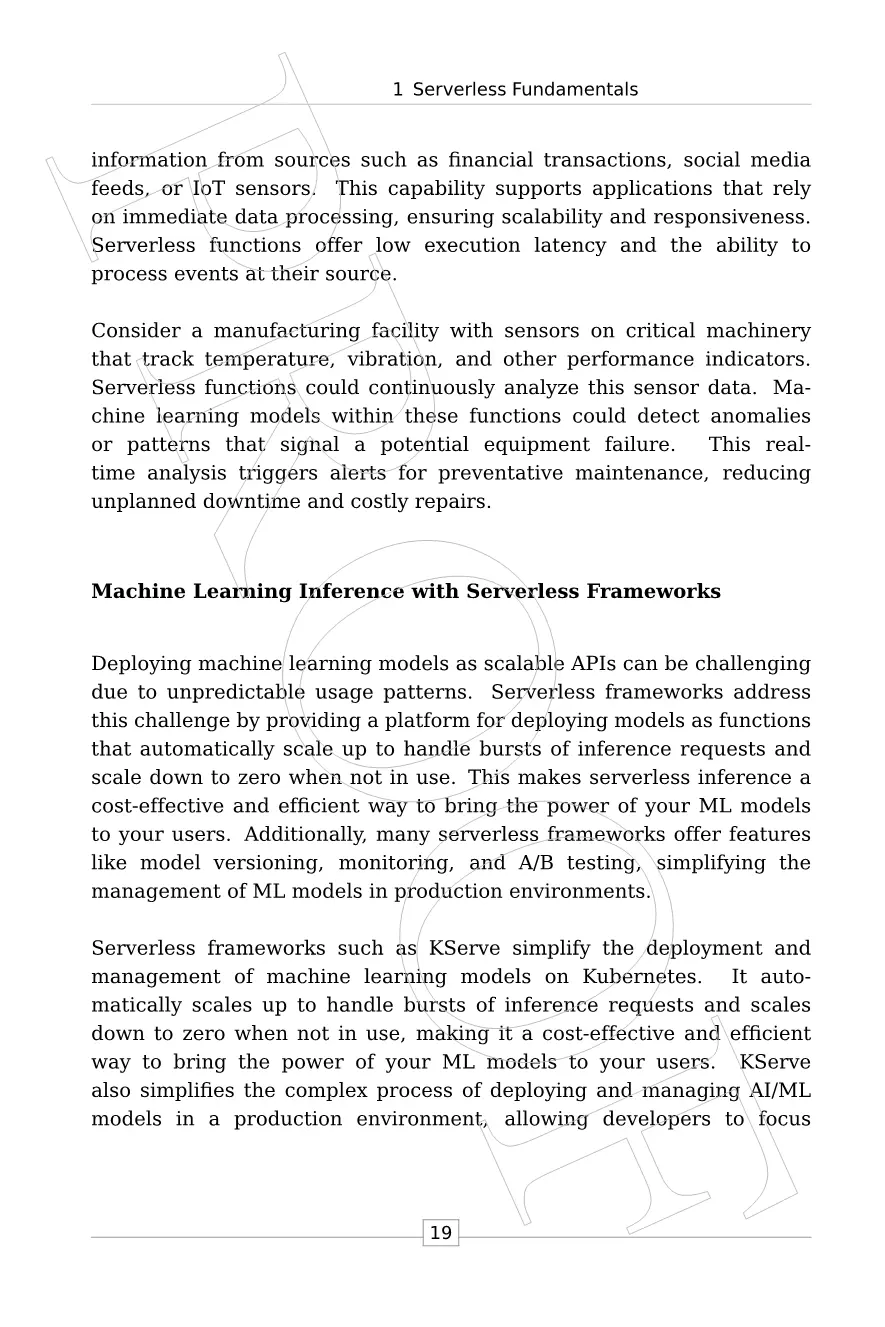 1 Serverless Fundamentals
information from sources such as financial transactions, social media
feeds, or IoT sensors. This capability supports applications that rely
on immediate data processing, ensuring scalability and responsiveness.
Serverless functions offer low execution latency and the ability to
process events at their source.
Consider a manufacturing facility with sensors on critical machinery
that track temperature, vibration, and other performance indicators.
Serverless functions could continuously analyze this sensor data. Ma-
chine learning models within these functions could detect anomalies
or patterns that signal a potential equipment failure. This real-
time analysis triggers alerts for preventative maintenance, reducing
unplanned downtime and costly repairs.
Machine Learning Inference with Serverless Frameworks
Deploying machine learning models as scalable APIs can be challenging
due to unpredictable usage patterns. Serverless frameworks address
this challenge by providing a platform for deploying models as functions
that automatically scale up to handle bursts of inference requests and
scale down to zero when not in use. This makes serverless inference a
cost-effective and efficient way to bring the power of your ML models
to your users. Additionally, many serverless frameworks offer features
like model versioning, monitoring, and A/B testing, simplifying the
management of ML models in production environments.
Serverless frameworks such as KServe simplify the deployment and
management of machine learning models on Kubernetes. It auto-
matically scales up to handle bursts of inference requests and scales
down to zero when not in use, making it a cost-effective and efficient
way to bring the power of your ML models to your users. KServe
also simplifies the complex process of deploying and managing AI/ML
models in a production environment, allowing developers to focus
19
PROOF